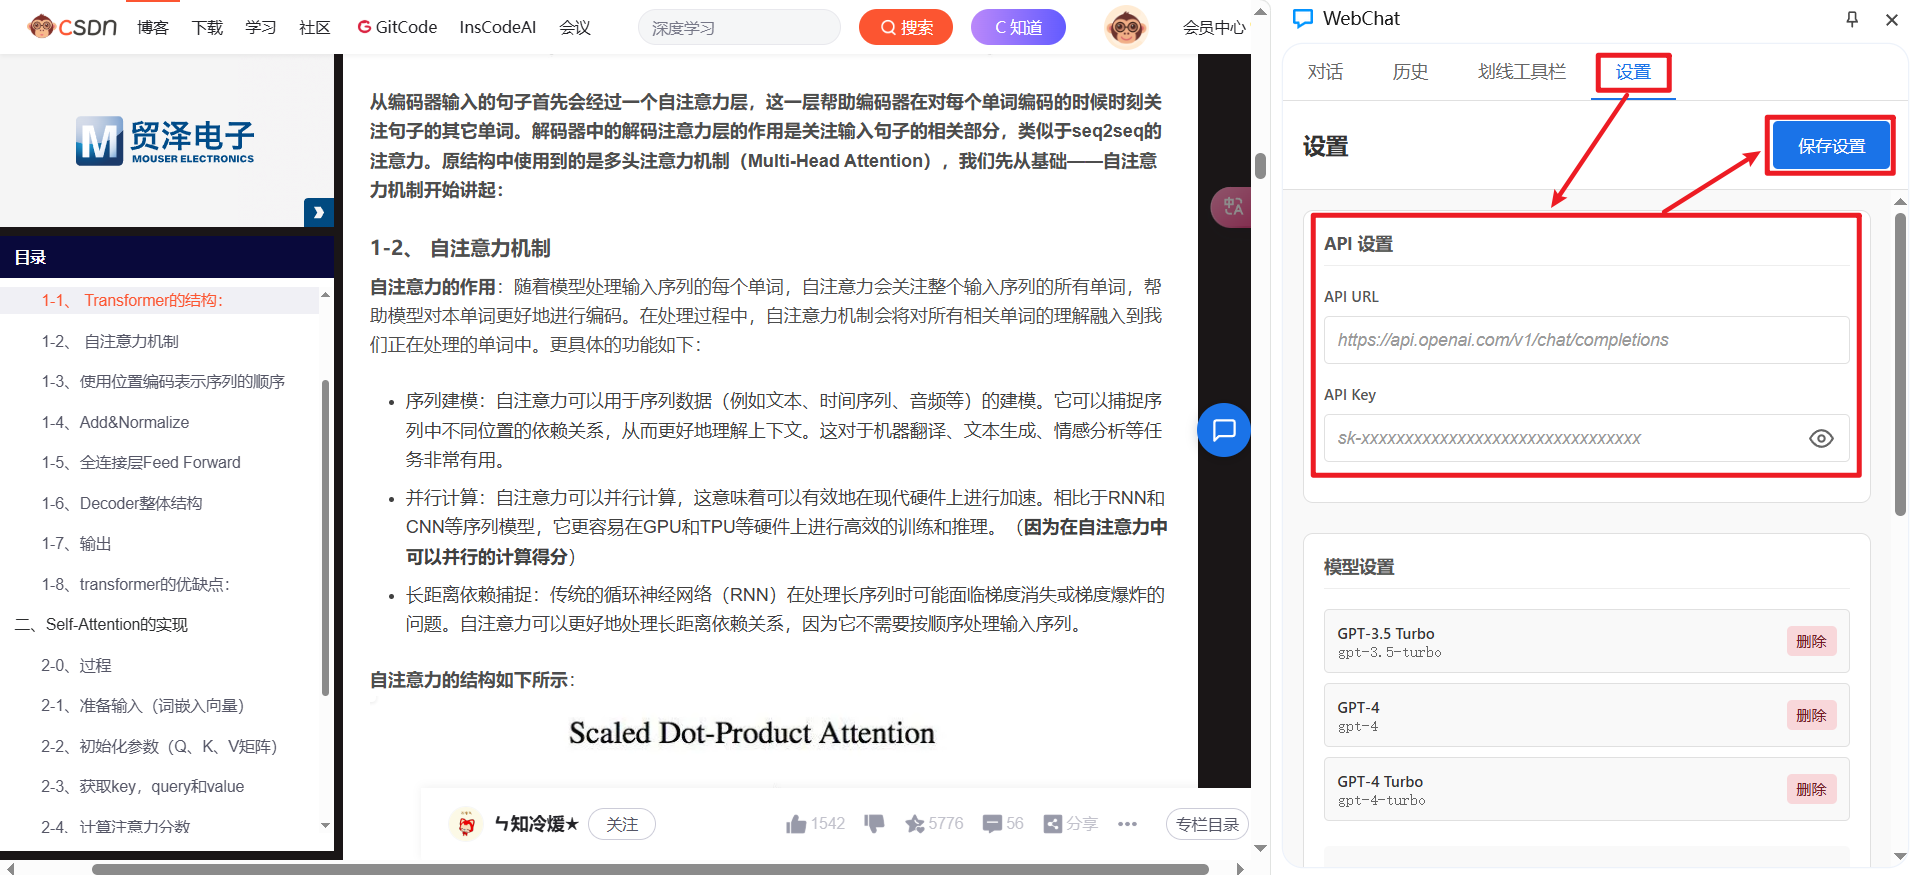 CSDN 博客 下载 学习 社区 GitCode InsCodeAI 会议 深度学习 搜索 C 知道 会员中心
M 贸泽电子
MOUSER ELECTRONICS
目录
1-1、 Transformer的结构：
1-2、 自注意力机制
1-3、使用位置编码表示序列的顺序
1-4、Add&Normalize
1-5、全连接层Feed Forward
1-6、Decoder整体结构
1-7、输出
1-8、transformer的优缺点：
二、Self-Attention的实现
2-0、过程
2-1、准备输入（词嵌入向量）
2-2、初始化参数（Q、K、V矩阵）
2-3、获取key，query和value
2-4、计算注意力分数
从编码器输入的句子首先会经过一个自注意力层，这一层帮助编码器在对每个单词编码的时候时刻关
注句子的其它单词。解码器中的解码注意力层的作用是关注输入句子的相关部分，类似于seq2seq的
注意力。原结构中使用到的是多头注意力机制（Multi-Head Attention），我们先从基础——自注意
力机制开始讲起：
1-2、 自注意力机制
自注意力的作用：随着模型处理输入序列的每个单词，自注意力会关注整个输入序列的所有单词，帮
助模型对本单词更好地进行编码。在处理过程中，自注意力机制会将对所有相关单词的理解融入到我
们正在处理的单词中。更具体的功能如下：
• 序列建模：自注意力可以用于序列数据（例如文本、时间序列、音频等）的建模。它可以捕捉序
列中不同位置的依赖关系，从而更好地理解上下文。这对于机器翻译、文本生成、情感分析等任
务非常有用。
• 并行计算：自注意力可以并行计算，这意味着可以有效地在现代硬件上进行加速。相比于RNN和
CNN等序列模型，它更容易在GPU和TPU等硬件上进行高效的训练和推理。（因为在自注意力中
可以并行的计算得分）
• 长距离依赖捕捉：传统的循环神经网络（RNN）在处理长序列时可能面临梯度消失或梯度爆炸的
问题。自注意力可以更好地处理长距离依赖关系，因为它不需要按顺序处理输入序列。
自注意力的结构如下所示：
Scaled Dot-Product Attention
ㄣ知冷煖★ 关注 1542 5776 56 分享 专栏目录
中A
WebChat
对话 历史 划线工具栏 设置
设置 保存设置
API 设置
API URL
https://api.openai.com/v1/chat/completions
API Key
sk-xxxxxxxxxxxxxxxxxxxxxxxxxxxxxxxx
模型设置
GPT-3.5 Turbo
gpt-3.5-turbo
删除
GPT-4
gpt-4
删除
GPT-4 Turbo
gpt-4-turbo
删除